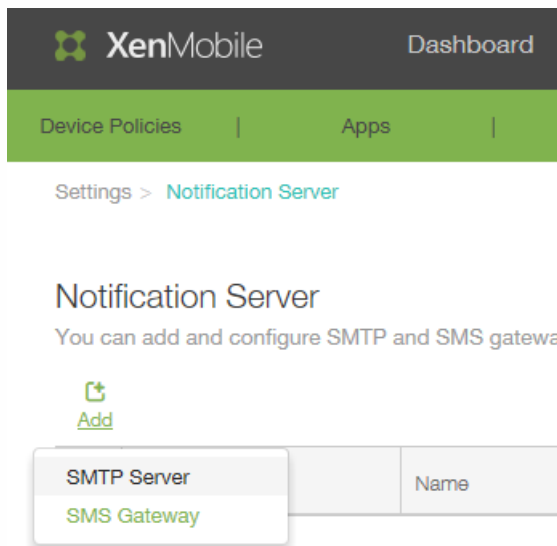 XenMobile Dashboard
Device Policies | Apps |
Settings > Notification Server
Notification Server
You can add and configure SMTP and SMS
Add
SMTP Server
Name
SMS Gateway